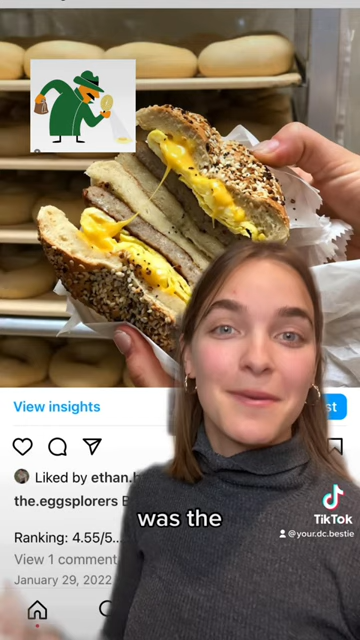 View insights
st
Liked by ethan.h
the.eggsplorers B
was the
Ranking: 4.55/5..
View 1 comment
January 29, 2022
TikTok
@your.dc.bestie